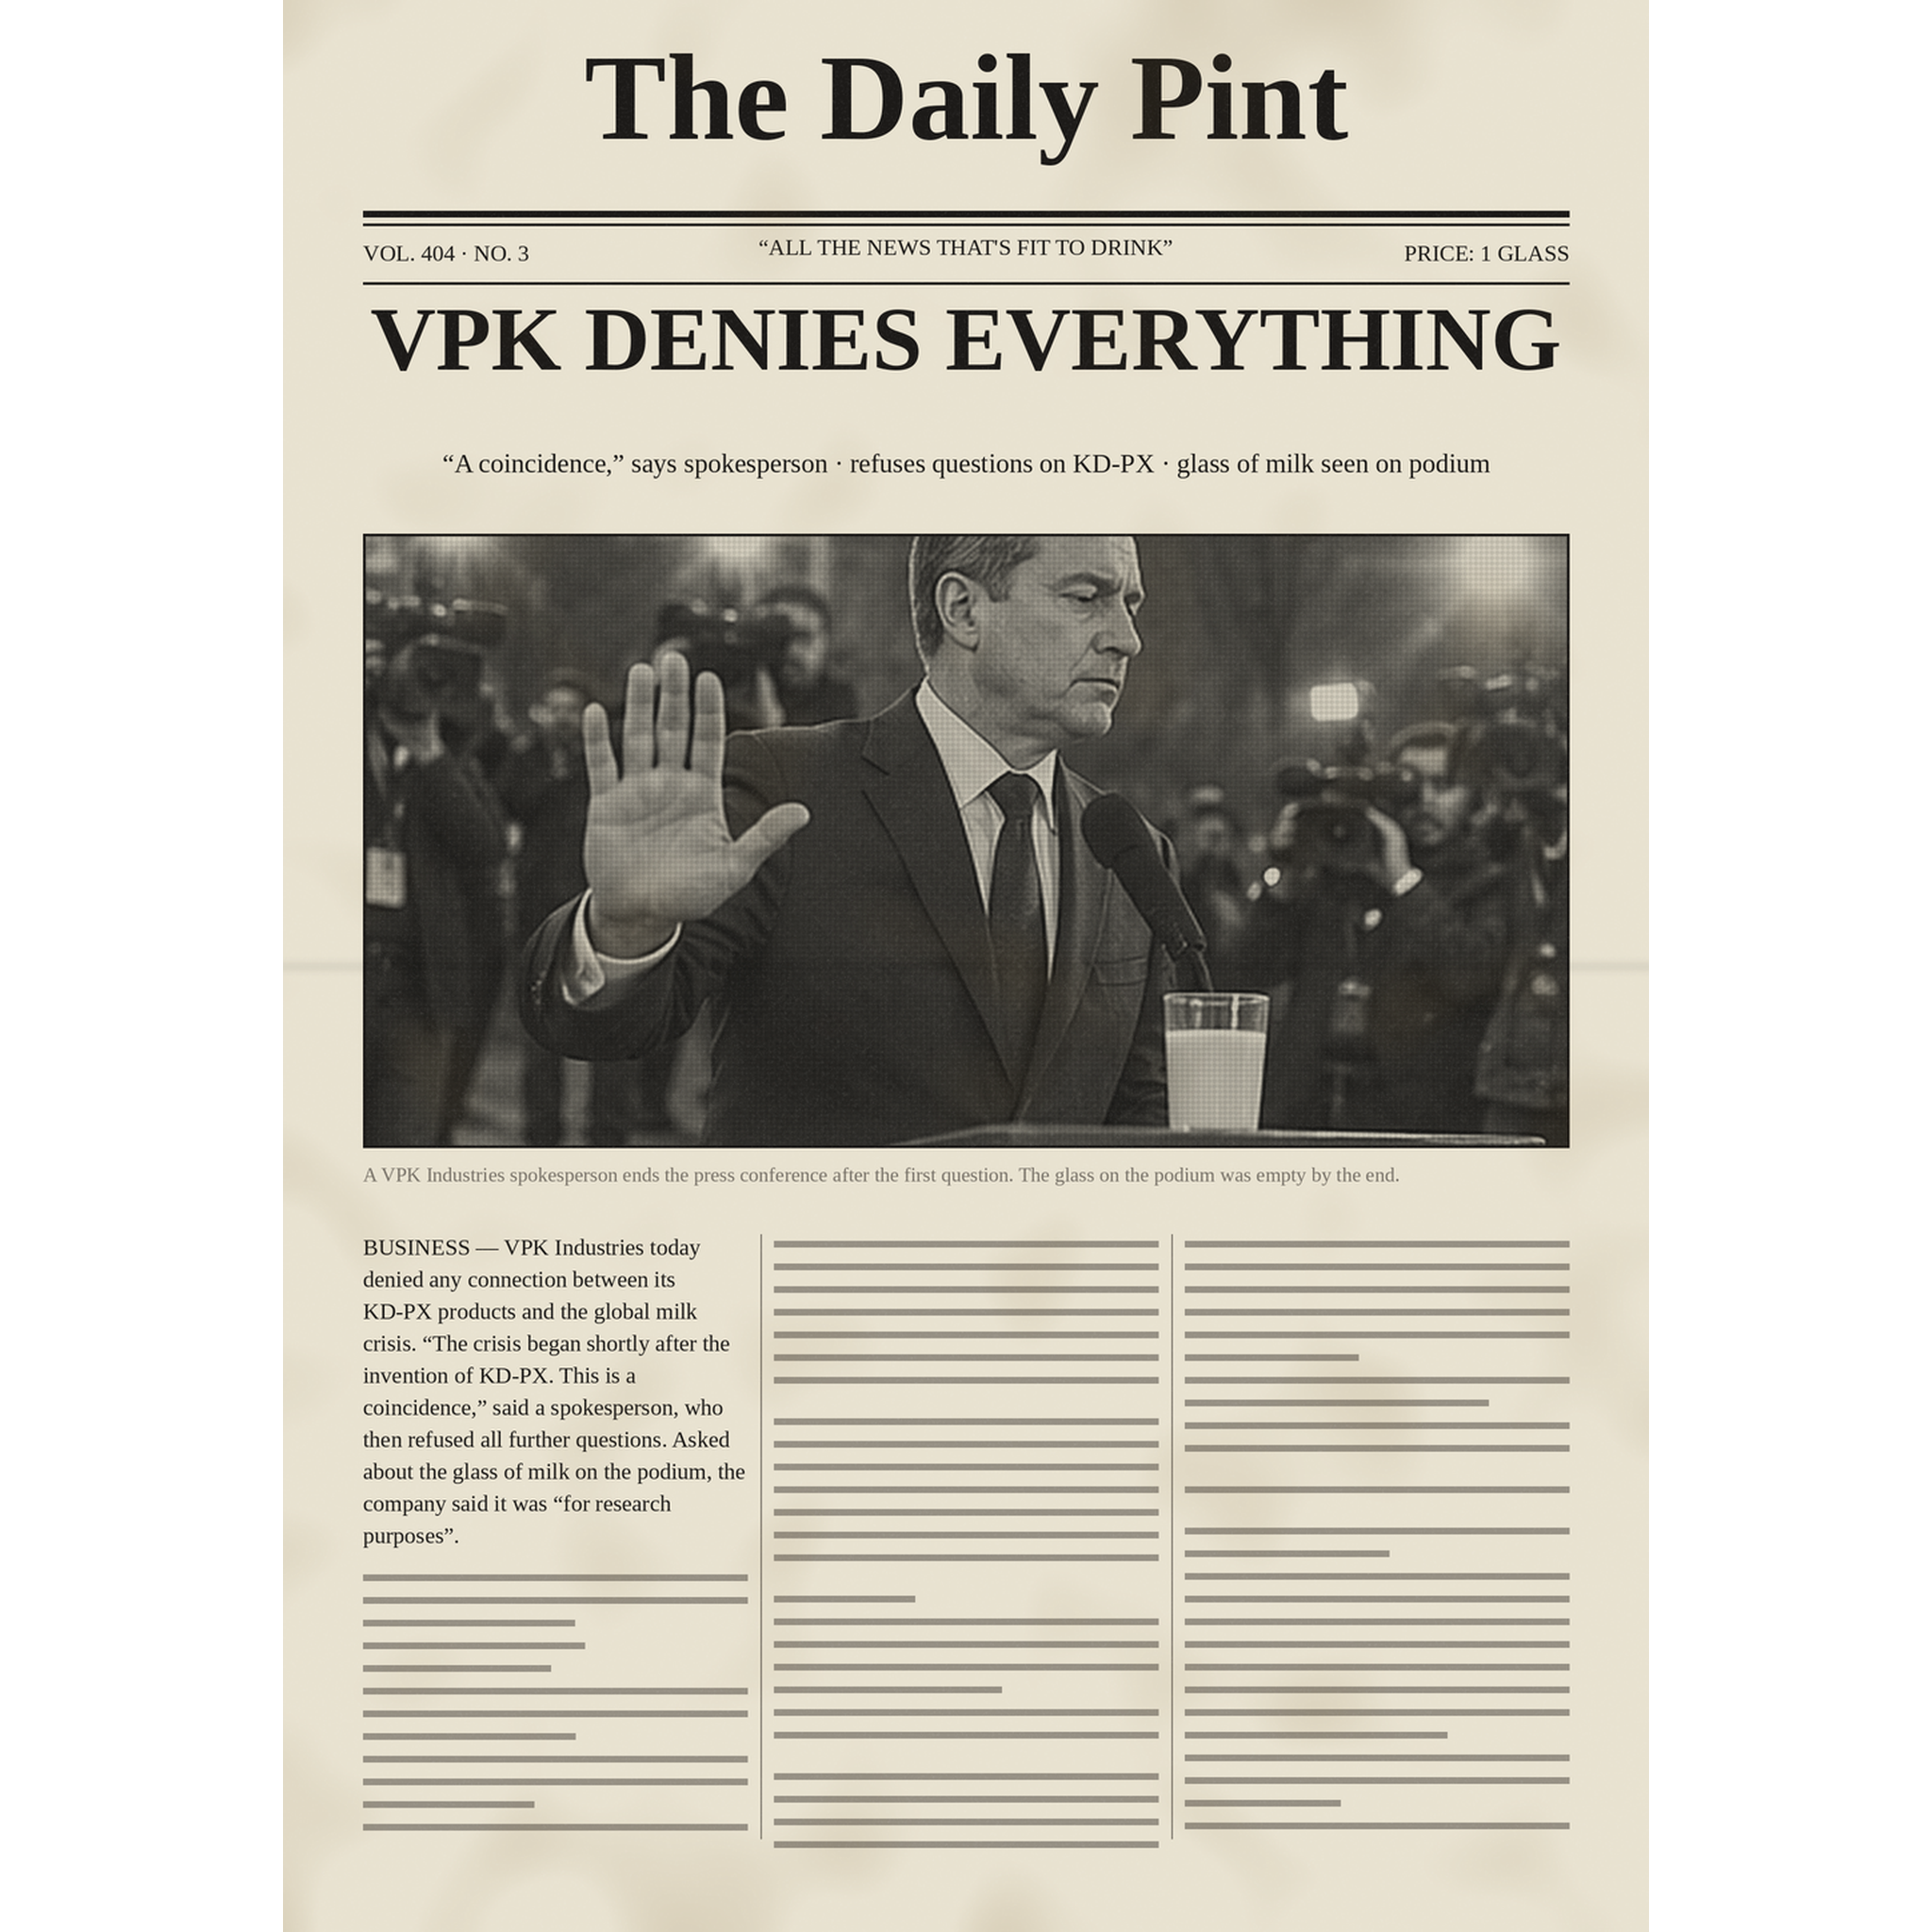 The Daily Pint
VOL. 404 · NO. 3
“ALL THE NEWS THAT'S FIT TO DRINK”
PRICE: 1 GLASS
VPK DENIES EVERYTHING
“A coincidence,” says spokesperson · refuses questions on KD-PX · glass of milk seen on podium
A VPK Industries spokesperson ends the press conference after the first question. The glass on the podium was empty by the end.
BUSINESS — VPK Industries today
denied any connection between its
KD-PX products and the global milk
crisis. “The crisis began shortly after the
invention of KD-PX. This is a
coincidence,” said a spokesperson, who
then refused all further questions. Asked
about the glass of milk on the podium, the
company said it was “for research
purposes”.